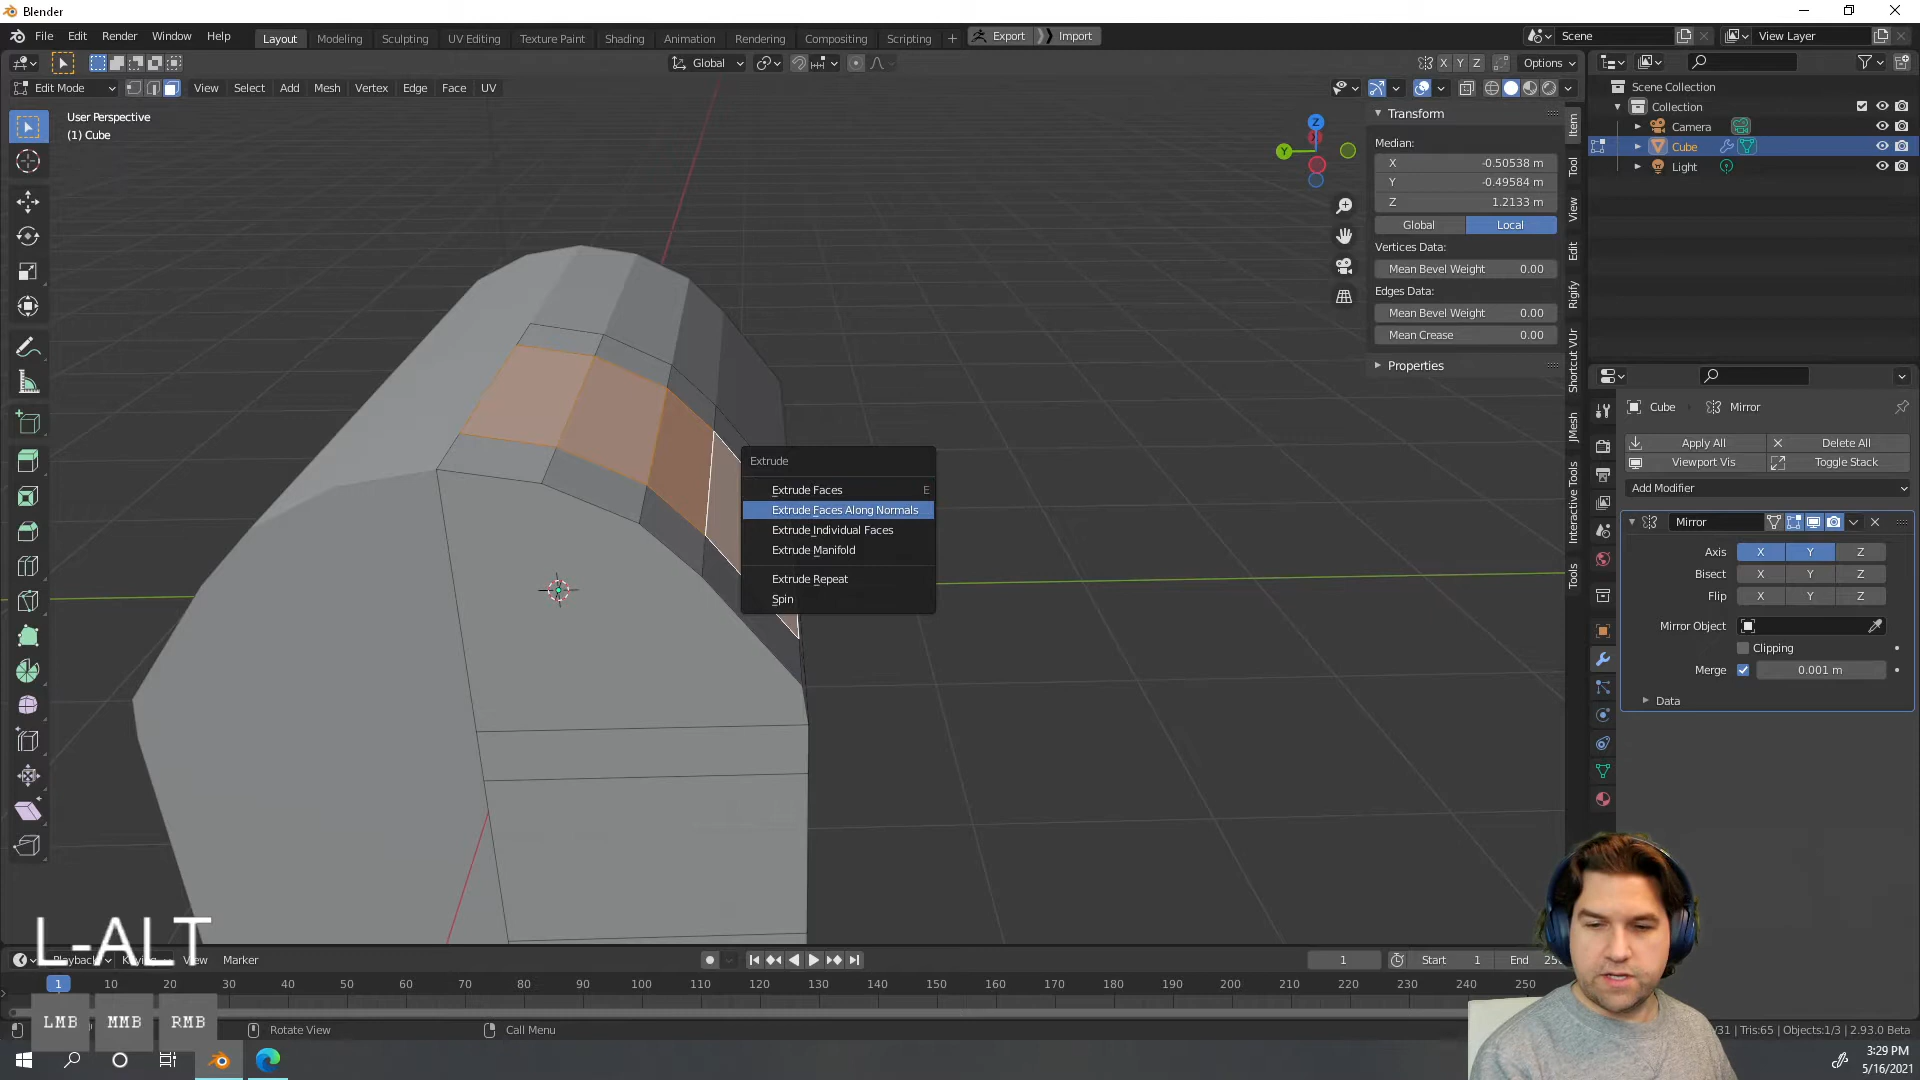 Blender
File Edit Render Window Help
Layout Modeling Sculpting UV Editing Texture Paint Shading Animation Rendering Compositing Scripting + Export Import
Scene View Layer
Global X Y Z Options
Edit Mode View Select Add Mesh Vertex Edge Face UV
User Perspective
(1) Cube
Z
Y
Transform
Median:
X -0.50538 m
Y -0.49584 m
Z 1.2133 m
Global Local
Vertices Data:
Mean Bevel Weight 0.00
Edges Data:
Mean Bevel Weight 0.00
Mean Crease 0.00
Properties
Item
Tool
View
Edit
Rigify
Shortcut VUr
JMesh
Interactive Tools
Tools
Scene Collection
Collection
Camera
Cube
Light
Cube Mirror
Apply All Delete All
Viewport Vis Toggle Stack
Add Modifier
Mirror
Axis X Y Z
Bisect X Y Z
Flip X Y Z
Mirror Object
Clipping
Merge 0.001 m
Data
Extrude
Extrude Faces E
Extrude Faces Along Normals
Extrude Individual Faces
Extrude Manifold
Extrude Repeat
Spin
L-ALT
Playback View Marker
1 Start 1 End
1 10 20 30 40 50 60 70 80 90 100 110 120 130 140 150 160 170 180 190 200 210 220 230 240 250
LMB MMB RMB
Rotate View Call Menu
/31 | Tris:65 | Objects:1/3 | 2.93.0 Beta
3:29 PM
5/16/2021